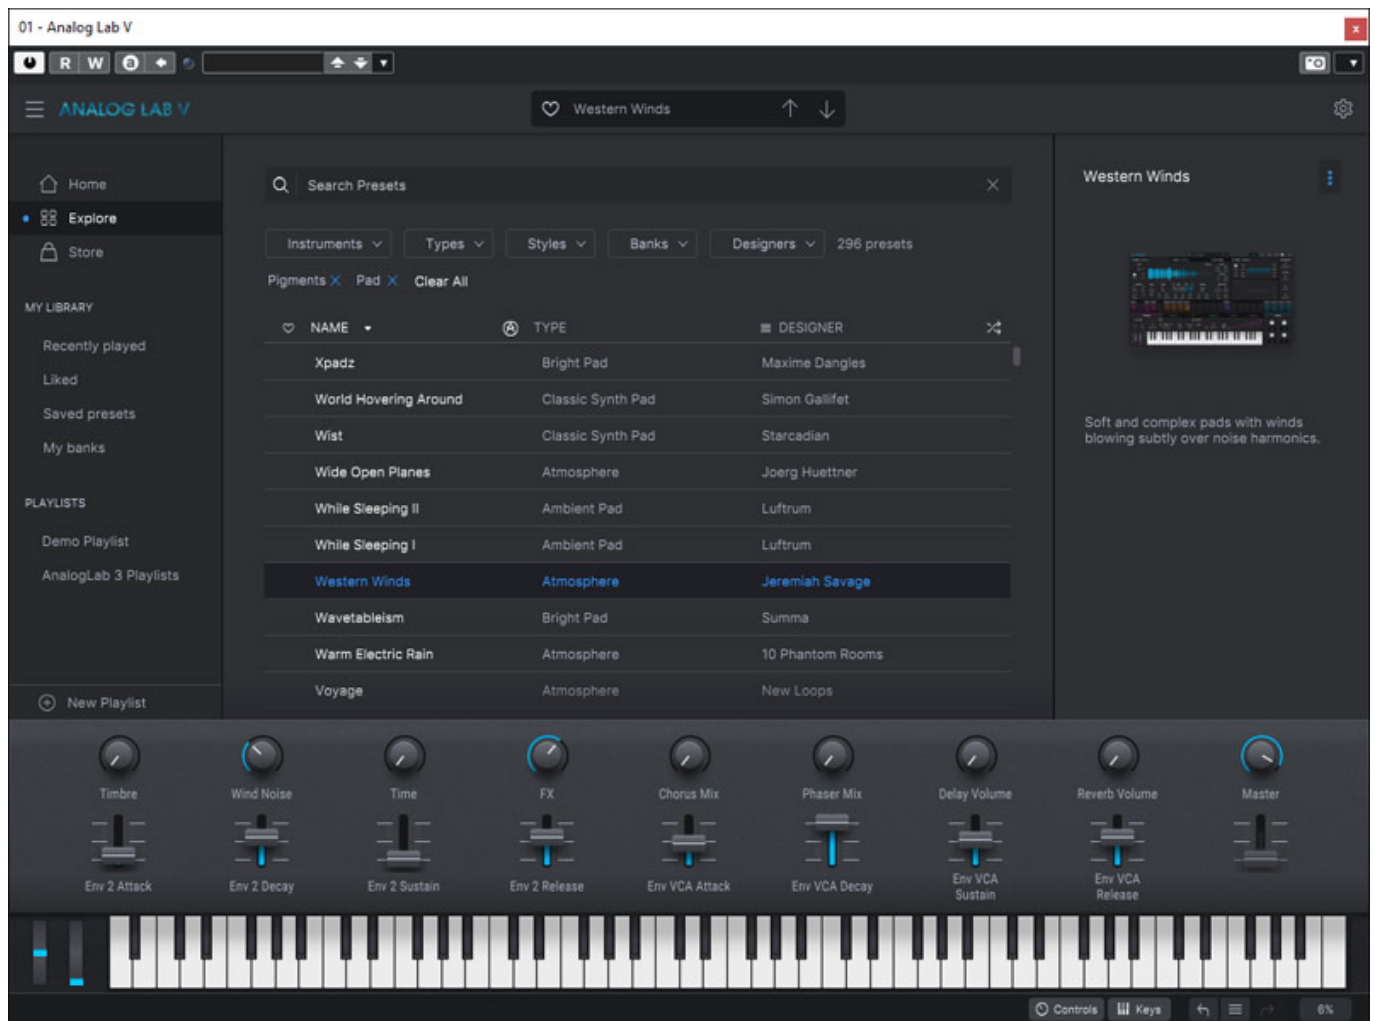 01 - Analog Lab V
R W a
ANALOG LAB V
Western Winds
Home
Explore
Store
MY LIBRARY
Recently played
Liked
Saved presets
My banks
PLAYLISTS
Demo Playlist
AnalogLab 3 Playlists
New Playlist
Search Presets
Instruments Types Styles Banks Designers 296 presets
Pigments Pad Clear All
NAME TYPE DESIGNER
Xpadz Bright Pad Maxime Dangles
World Hovering Around Classic Synth Pad Simon Gallifet
Wist Classic Synth Pad Starcadian
Wide Open Planes Atmosphere Joerg Huettner
While Sleeping II Ambient Pad Luftrum
While Sleeping I Ambient Pad Luftrum
Western Winds Atmosphere Jeremiah Savage
Wavetableism Bright Pad Summa
Warm Electric Rain Atmosphere 10 Phantom Rooms
Voyage Atmosphere New Loops
Western Winds
Soft and complex pads with winds
blowing subtly over noise harmonics.
Timbre Wind Noise Time FX Chorus Mix Phaser Mix Delay Volume Reverb Volume Master
Env 2 Attack Env 2 Decay Env 2 Sustain Env 2 Release Env VCA Attack Env VCA Decay Env VCA Sustain Env VCA Release
Controls Keys 6%